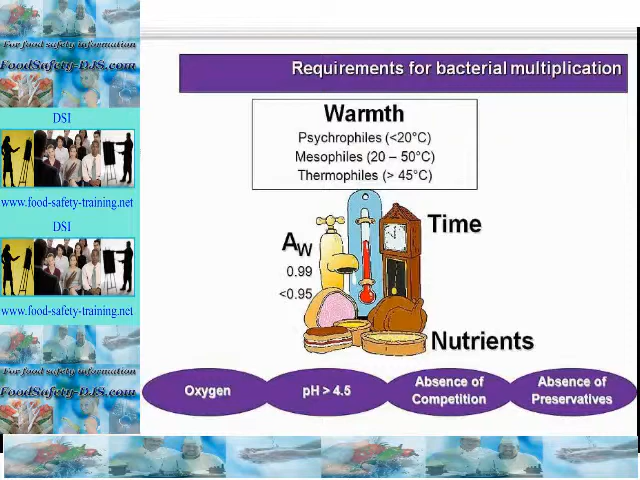 For food safety information
FoodSafety-DJS.com
DSI
www.food-safety-training.net
DSI
www.food-safety-training.net
For food safety information
FoodSafety-DJS.com
Requirements for bacterial multiplication
Warmth
Psychrophiles (<20°C)
Mesophiles (20 – 50°C)
Thermophiles (> 45°C)
Time
AW
0.99
<0.95
Nutrients
Oxygen
pH > 4.5
Absence of
Competition
Absence of
Preservatives